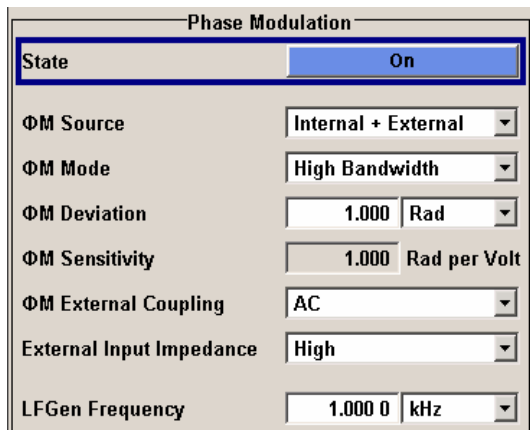 Phase Modulation
State On
ΦM Source Internal + External
ΦM Mode High Bandwidth
ΦM Deviation 1.000 Rad
ΦM Sensitivity 1.000 Rad per Volt
ΦM External Coupling AC
External Input Impedance High
LFGen Frequency 1.000 0 kHz